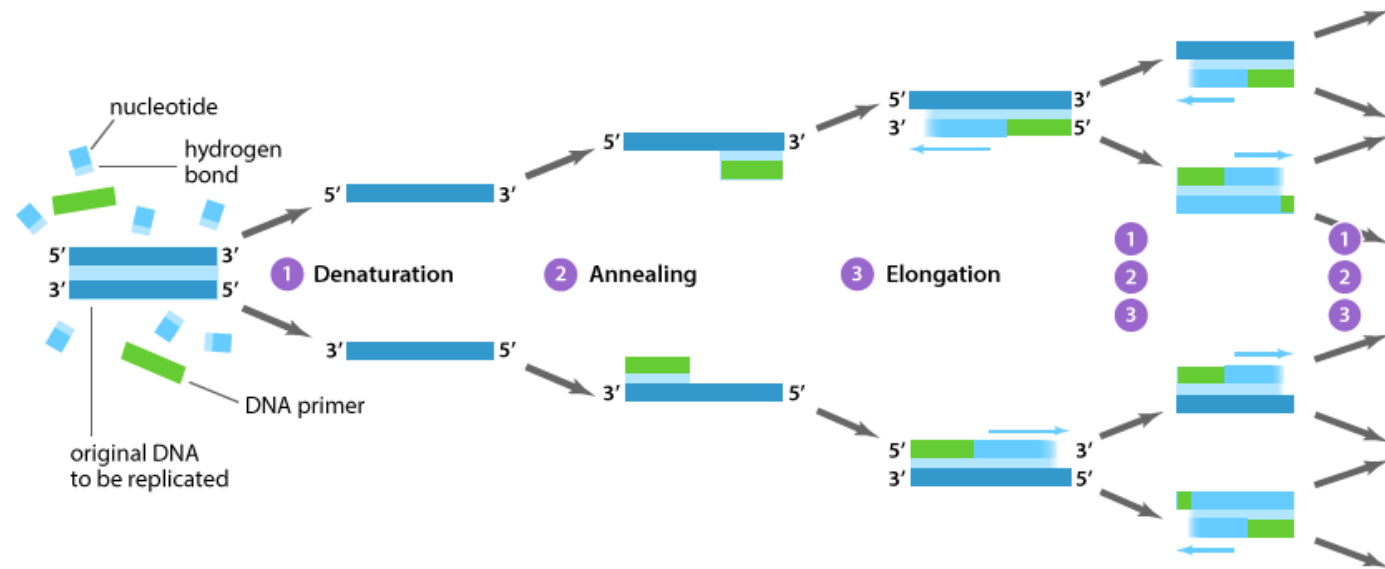 nucleotide
hydrogen
bond
5’ 3’
3’ 5’
DNA primer
original DNA
to be replicated
5’ 3’
1 Denaturation
3’ 5’
5’ 3’
2 Annealing
3’ 5’
5’ 3’
3’ 5’
3 Elongation
5’ 3’
3’ 5’
1
2
3
1
2
3